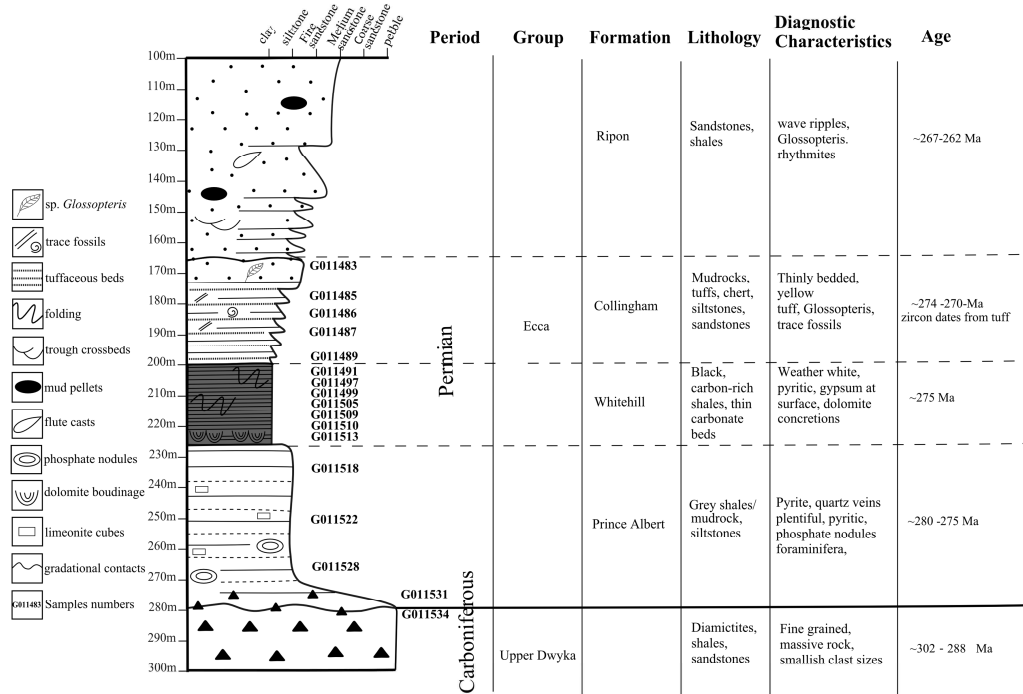 clay
siltstone
Fine
sandstone
Melium
sandstone
Coarse
sandstone
pebble
Period
Group
Formation
Lithology
Diagnostic
Characteristics
Age
100m
110m
120m
130m
140m
150m
160m
170m
180m
190m
200m
210m
220m
230m
240m
250m
260m
270m
280m
290m
300m
sp. Glossopteris
trace fossils
tuffaceous beds
folding
trough crossbeds
mud pellets
flute casts
phosphate nodules
dolomite boudinage
limeonite cubes
gradational contacts
G011483 Samples numbers
G011483
G011485
G011486
G011487
G011489
G011491
G011497
G011499
G011505
G011509
G011510
G011513
G011518
G011522
G011528
G011531
G011534
Permian
Carboniferous
Ecca
Upper Dwyka
Ripon
Sandstones,
shales
wave ripples,
Glossopteris.
rhythmites
~267-262 Ma
Collingham
Mudrocks,
tuffs, chert,
siltstones,
sandstones
Thinly bedded,
yellow
tuff, Glossopteris,
trace fossils
~274 -270-Ma
zircon dates from tuff
Whitehill
Black,
carbon-rich
shales, thin
carbonate
beds
Weather white,
pyritic, gypsum at
surface, dolomite
concretions
~275 Ma
Prince Albert
Grey shales/
mudrock,
siltstones
Pyrite, quartz veins
plentiful, pyritic,
phosphate nodules
foraminifera,
~280 -275 Ma
Diamictites,
shales,
sandstones
Fine grained,
massive rock,
smallish clast sizes
~302 - 288 Ma